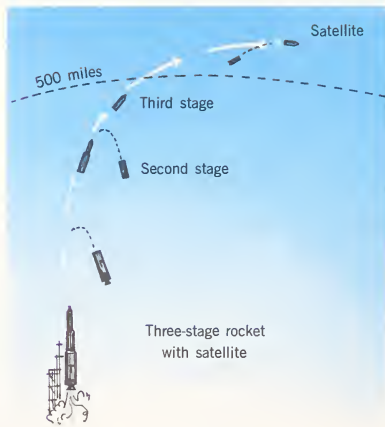 Satellite
500 miles
Third stage
Second stage
Three-stage rocket
with satellite